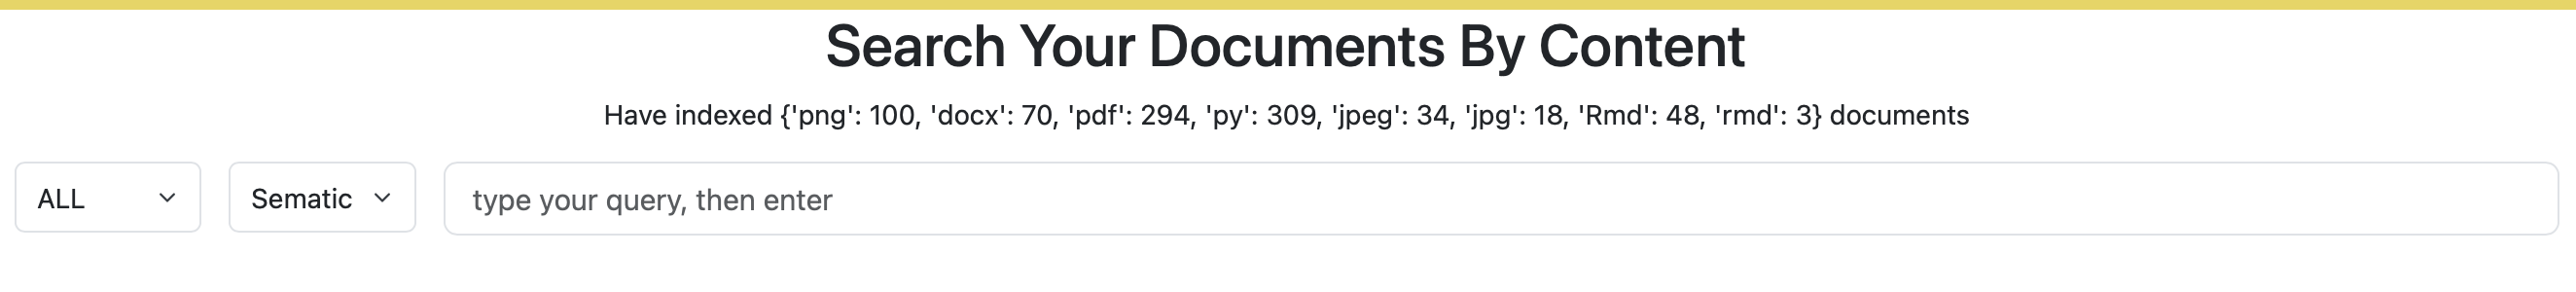 Search Your Documents By Content
Have indexed {'png': 100, 'docx': 70, 'pdf': 294, 'py': 309, 'jpeg': 34, 'jpg': 18, 'Rmd': 48, 'rmd': 3} documents
ALL Sematic type your query, then enter